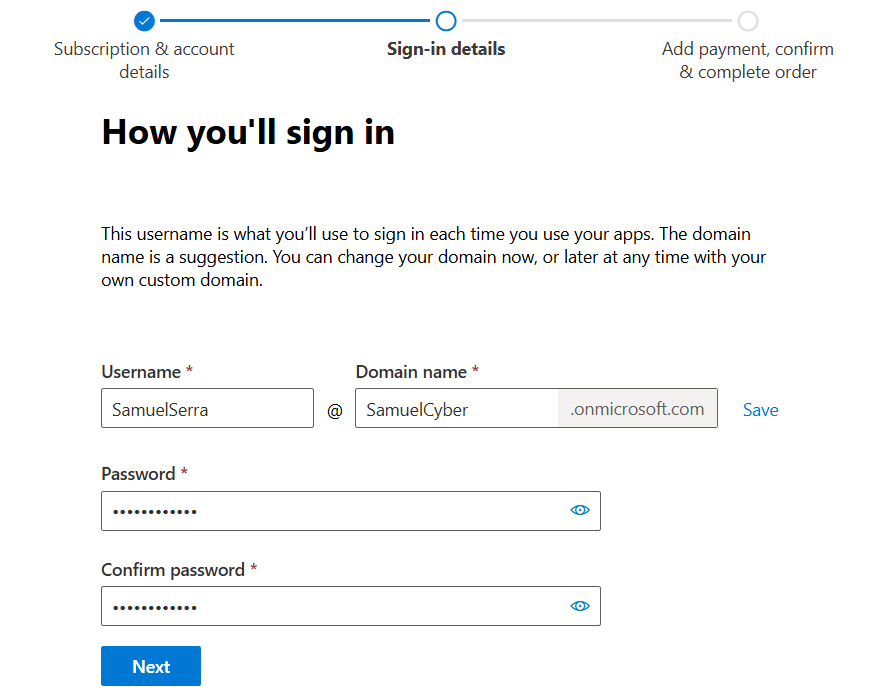 Subscription & account
details
Sign-in details
Add payment, confirm
& complete order
How you'll sign in
This username is what you’ll use to sign in each time you use your apps. The domain
name is a suggestion. You can change your domain now, or later at any time with your
own custom domain.
Username *
Domain name *
SamuelSerra
@
SamuelCyber
.onmicrosoft.com
Save
Password *
••••••••••••
Confirm password *
••••••••••••
Next